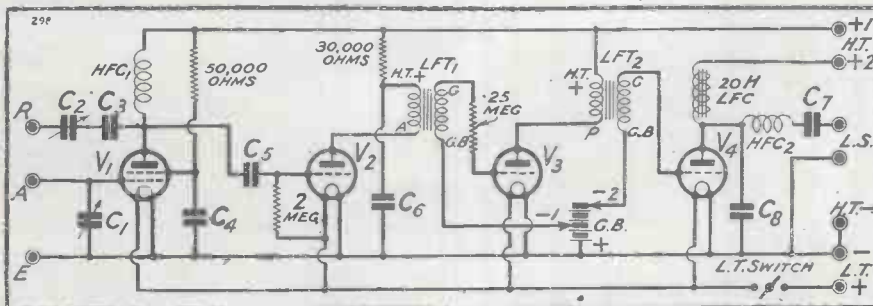 298
HFC1
50,000
OHMS
30,000
OHMS
H.T.
+
LFT1
G
A
G.B
.25
MEG
LFT2
H.T.
+
G
P
G.B
20H
LFC
HFC2
C7
+1
H.T.
+2
L.S.
R
C2
C3
V1
C5
V2
V3
V4
A
C1
C4
2
MEG.
C6
-1
-2
G.B.
+
C8
H.T.-
-
E
L.T. SWITCH
L.T.
+